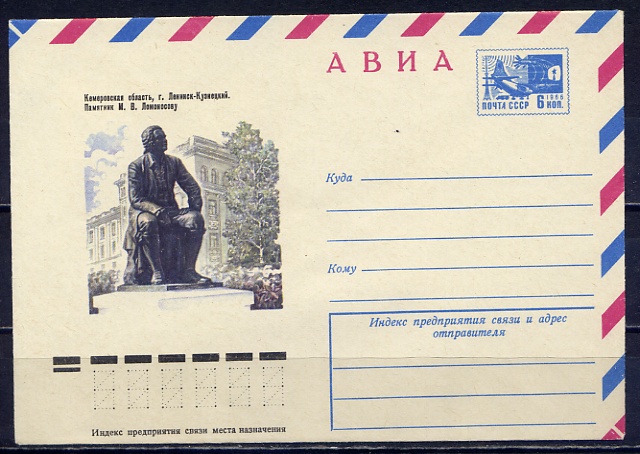 АВИА
1966
ПОЧТА СССР 6 КОП.
Кемеровская область, г. Ленинск-Кузнецкий.
Памятник М. В. Ломоносову
Куда
Кому
Индекс предприятия связи и адрес
отправителя
Индекс предприятия связи места назначения